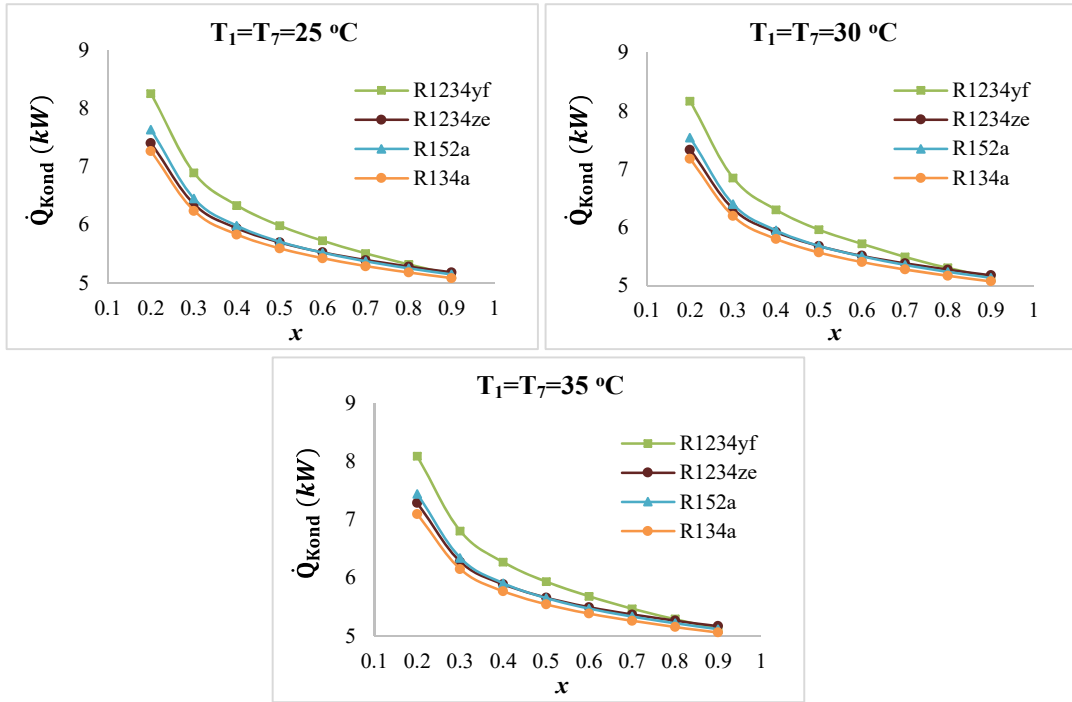 T₁=T₇=25 ᵒC
9
8
7
6
5
Q̇_Kond (kW)
0.1 0.2 0.3 0.4 0.5 0.6 0.7 0.8 0.9 1
x
R1234yf
R1234ze
R152a
R134a
T₁=T₇=30 ᵒC
9
8
7
6
5
Q̇_Kond (kW)
0.1 0.2 0.3 0.4 0.5 0.6 0.7 0.8 0.9 1
x
R1234yf
R1234ze
R152a
R134a
T₁=T₇=35 ᵒC
9
8
7
6
5
Q̇_Kond (kW)
0.1 0.2 0.3 0.4 0.5 0.6 0.7 0.8 0.9 1
x
R1234yf
R1234ze
R152a
R134a